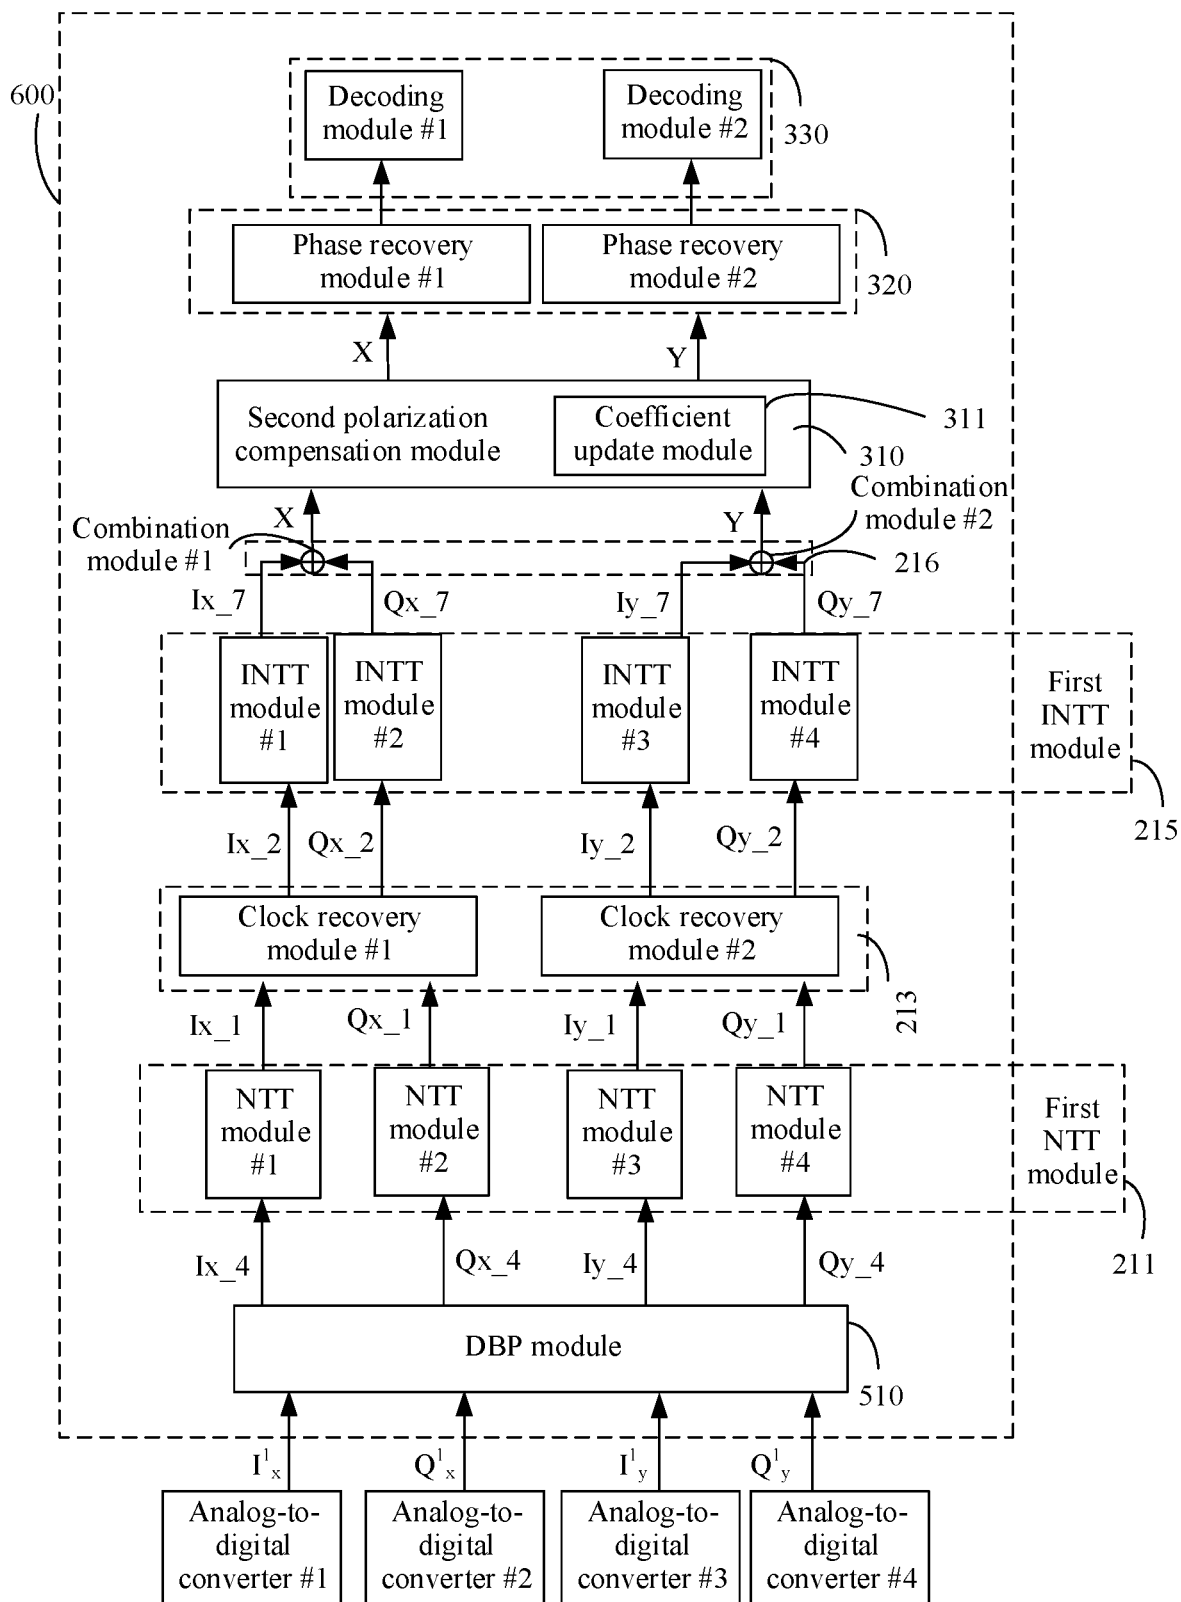 600
Decoding
module #1
Decoding
module #2
330
Phase recovery
module #1
Phase recovery
module #2
320
X
Y
Second polarization
compensation module
Coefficient
update module
311
310
Combination
module #1
X
Y
Combination
module #2
216
Ix_7
Qx_7
Iy_7
Qy_7
INTT
module
#1
INTT
module
#2
INTT
module
#3
INTT
module
#4
First
INTT
module
215
Ix_2
Qx_2
Iy_2
Qy_2
Clock recovery
module #1
Clock recovery
module #2
213
Ix_1
Qx_1
Iy_1
Qy_1
NTT
module
#1
NTT
module
#2
NTT
module
#3
NTT
module
#4
First
NTT
module
211
Ix_4
Qx_4
Iy_4
Qy_4
DBP module
510
I¹ₓ
Q¹ₓ
I¹y
Q¹y
Analog-to-
digital
converter #1
Analog-to-
digital
converter #2
Analog-to-
digital
converter #3
Analog-to-
digital
converter #4